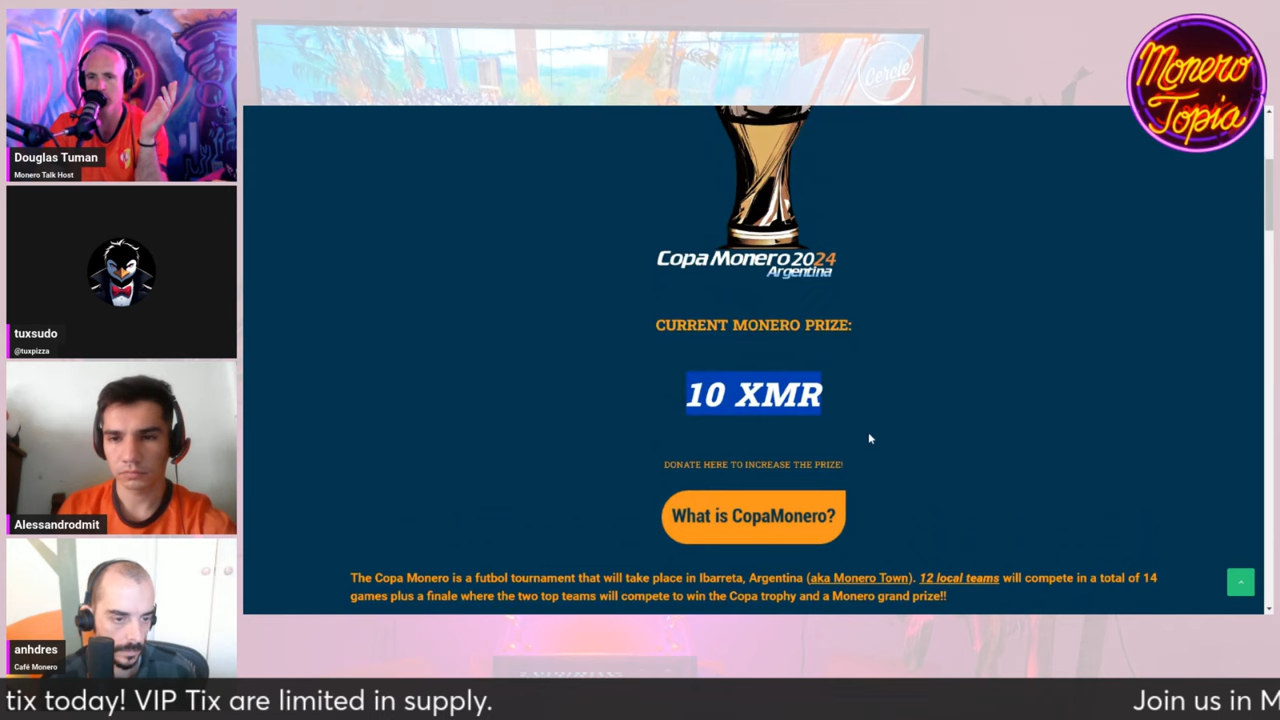 Douglas Tuman
Monero Talk Host
tuxsudo
@tuxpizza
Alessandrodmit
anhdres
Café Monero
Cercle
Monero
Topia
Copa Monero 2024
Argentina
CURRENT MONERO PRIZE:
10 XMR
DONATE HERE TO INCREASE THE PRIZE!
What is CopaMonero?
The Copa Monero is a futbol tournament that will take place in Ibarreta, Argentina (aka Monero Town). 12 local teams will compete in a total of 14
games plus a finale where the two top teams will compete to win the Copa trophy and a Monero grand prize!!
tix today! VIP Tix are limited in supply.
Join us in M